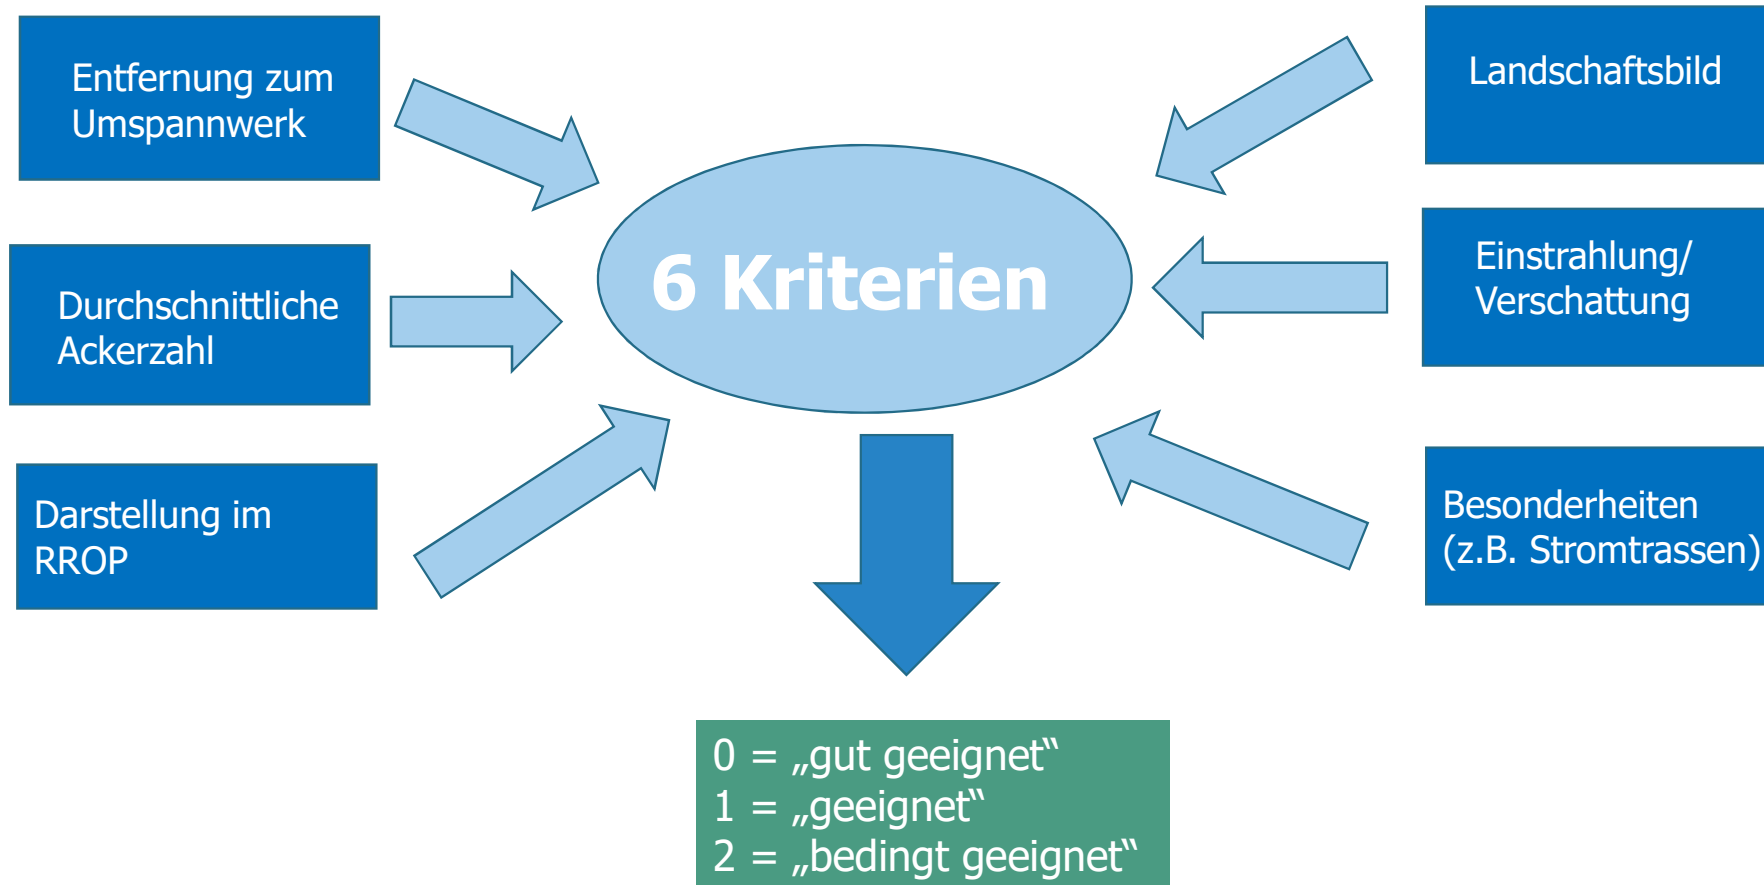 Entfernung zum
Umspannwerk
Durchschnittliche
Ackerzahl
Darstellung im
RROP
6 Kriterien
Landschaftsbild
Einstrahlung/
Verschattung
Besonderheiten
(z.B. Stromtrassen)
0 = „gut geeignet“
1 = „geeignet“
2 = „bedingt geeignet“